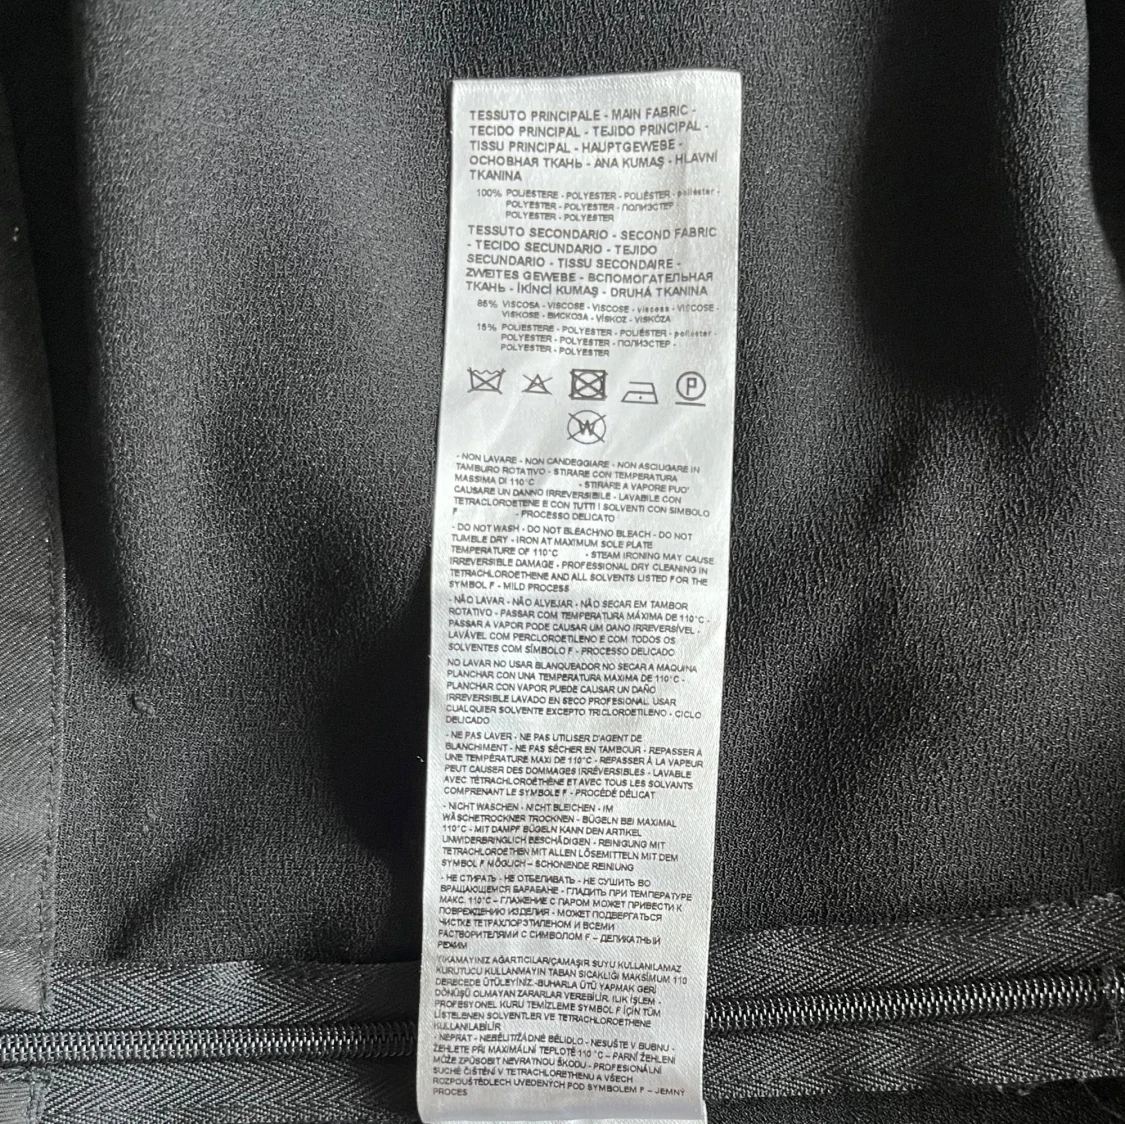 TESSUTO PRINCIPALE - MAIN FABRIC -
TECIDO PRINCIPAL - TEJIDO PRINCIPAL -
TISSU PRINCIPAL - HAUPTGEWEBE -
ОСНОВНАЯ ТКАНЬ - ANA KUMAŞ - HLAVNÍ
TKANINA
100% POLIESTERE - POLYESTER - POLIÉSTER - poliéster -
POLYESTER - POLYESTER - ПОЛИЭСТЕР -
POLYESTER - POLYESTER
TESSUTO SECONDARIO - SECOND FABRIC
- TECIDO SECUNDARIO - TEJIDO
SECUNDARIO - TISSU SECONDAIRE -
ZWEITES GEWEBE - ВСПОМОГАТЕЛЬНАЯ
ТКАНЬ - İKİNCİ KUMAŞ - DRUHÁ TKANINA
85% VISCOSA - VISCOSE - VISCOSE - viscosa - VISCOSE -
VISKOSE - ВИСКОЗА - VİSKOZ - VISKÓZA
15% POLIESTERE - POLYESTER - POLIÉSTER - poliéster -
POLYESTER - POLYESTER - ПОЛИЭСТЕР -
POLYESTER - POLYESTER
P
W
- NON LAVARE - NON CANDEGGIARE - NON ASCIUGARE IN
TAMBURO ROTATIVO - STIRARE CON TEMPERATURA
MASSIMA DI 110°C - STIRARE A VAPORE PUO'
CAUSARE UN DANNO IRREVERSIBILE - LAVABILE CON
TETRACLOROETENE E CON TUTTI I SOLVENTI CON SIMBOLO
F - PROCESSO DELICATO
- DO NOT WASH - DO NOT BLEACH/NO BLEACH - DO NOT
TUMBLE DRY - IRON AT MAXIMUM SOLE PLATE
TEMPERATURE OF 110°C - STEAM IRONING MAY CAUSE
IRREVERSIBLE DAMAGE - PROFESSIONAL DRY CLEANING IN
TETRACHLOROETHENE AND ALL SOLVENTS LISTED FOR THE
SYMBOL F - MILD PROCESS
- NÃO LAVAR - NÃO ALVEJAR - NÃO SECAR EM TAMBOR
ROTATIVO - PASSAR COM TEMPERATURA MÁXIMA DE 110°C -
PASSAR A VAPOR PODE CAUSAR UM DANO IRREVERSÍVEL -
LAVÁVEL COM PERCLOROETILENO E COM TODOS OS
SOLVENTES COM SÍMBOLO F - PROCESSO DELICADO
NO LAVAR NO USAR BLANQUEADOR NO SECAR A MAQUINA
PLANCHAR CON UNA TEMPERATURA MAXIMA DE 110°C -
PLANCHAR CON VAPOR PUEDE CAUSAR UN DAÑO
IRREVERSIBLE LAVADO EN SECO PROFESIONAL. USAR
CUALQUIER SOLVENTE EXCEPTO TRICLOROETILENO - CICLO
DELICADO
- NE PAS LAVER - NE PAS UTILISER D'AGENT DE
BLANCHIMENT - NE PAS SÉCHER EN TAMBOUR - REPASSER À
UNE TEMPÉRATURE MAXI DE 110°C - REPASSER À LA VAPEUR
PEUT CAUSER DES DOMMAGES IRRÉVERSIBLES - LAVABLE
AVEC TÉTRACHLOROÉTHÈNE ET AVEC TOUS LES SOLVANTS
COMPRENANT LE SYMBOLE F - PROCÉDÉ DÉLICAT
- NICHT WASCHEN - NICHT BLEICHEN - IM
WÄSCHETROCKNER TROCKNEN - BÜGELN BEI MAXIMAL
110°C - MIT DAMPF BÜGELN KANN DEN ARTIKEL
UNWIDERBRINGLICH BESCHÄDIGEN - REINIGUNG MIT
TETRACHLOROETHEN MIT ALLEN LÖSEMITTELN MIT DEM
SYMBOL F MÖGLICH – SCHONENDE REINIUNG
- НЕ СТИРАТЬ - НЕ ОТБЕЛИВАТЬ - НЕ СУШИТЬ ВО
ВРАЩАЮЩЕМСЯ БАРАБАНЕ - ГЛАДИТЬ ПРИ ТЕМПЕРАТУРЕ
МАКС. 110°C – ГЛАЖЕНИЕ С ПАРОМ МОЖЕТ ПРИВЕСТИ К
ПОВРЕЖДЕНИЮ ИЗДЕЛИЯ - МОЖЕТ ПОДВЕРГАТЬСЯ
ЧИСТКЕ ТЕТРАХЛОРЭТИЛЕНОМ И ВСЕМИ
РАСТВОРИТЕЛЯМИ С СИМВОЛОМ F – ДЕЛИКАТНЫЙ
РЕЖИМ
YIKAMAYINIZ AĞARTICILAR/ÇAMAŞIR SUYU KULLANILAMAZ
KURUTUCU KULLANMAYIN TABAN SICAKLIĞI MAKSİMUM 110
DERECEDE ÜTÜLEYİNİZ -BUHARLA ÜTÜ YAPMAK GERİ
DÖNÜŞÜ OLMAYAN ZARARLAR VEREBİLİR. ILIK İŞLEM -
PROFESYONEL KURU TEMİZLEME SYMBOL F İÇİN TÜM
LİSTELENEN SOLVENTLER VE TETRACHLOROETHENE
KULLANILABİLİR
- NEPRAT - NEBĚLIT/ŽÁDNÉ BĚLIDLO - NESUŠTE V BUBNU -
ŽEHLETE PŘI MAXIMÁLNÍ TEPLOTĚ 110 °C – PARNÍ ŽEHLENÍ
MŮŽE ZPŮSOBIT NEVRATNOU ŠKODU - PROFESIONÁLNÍ
SUCHÉ ČIŠTĚNÍ V TETRACHLORETHENU A VŠECH
ROZPOUŠTĚDLECH UVEDENÝCH POD SYMBOLEM F – JEMNÝ
PROCES